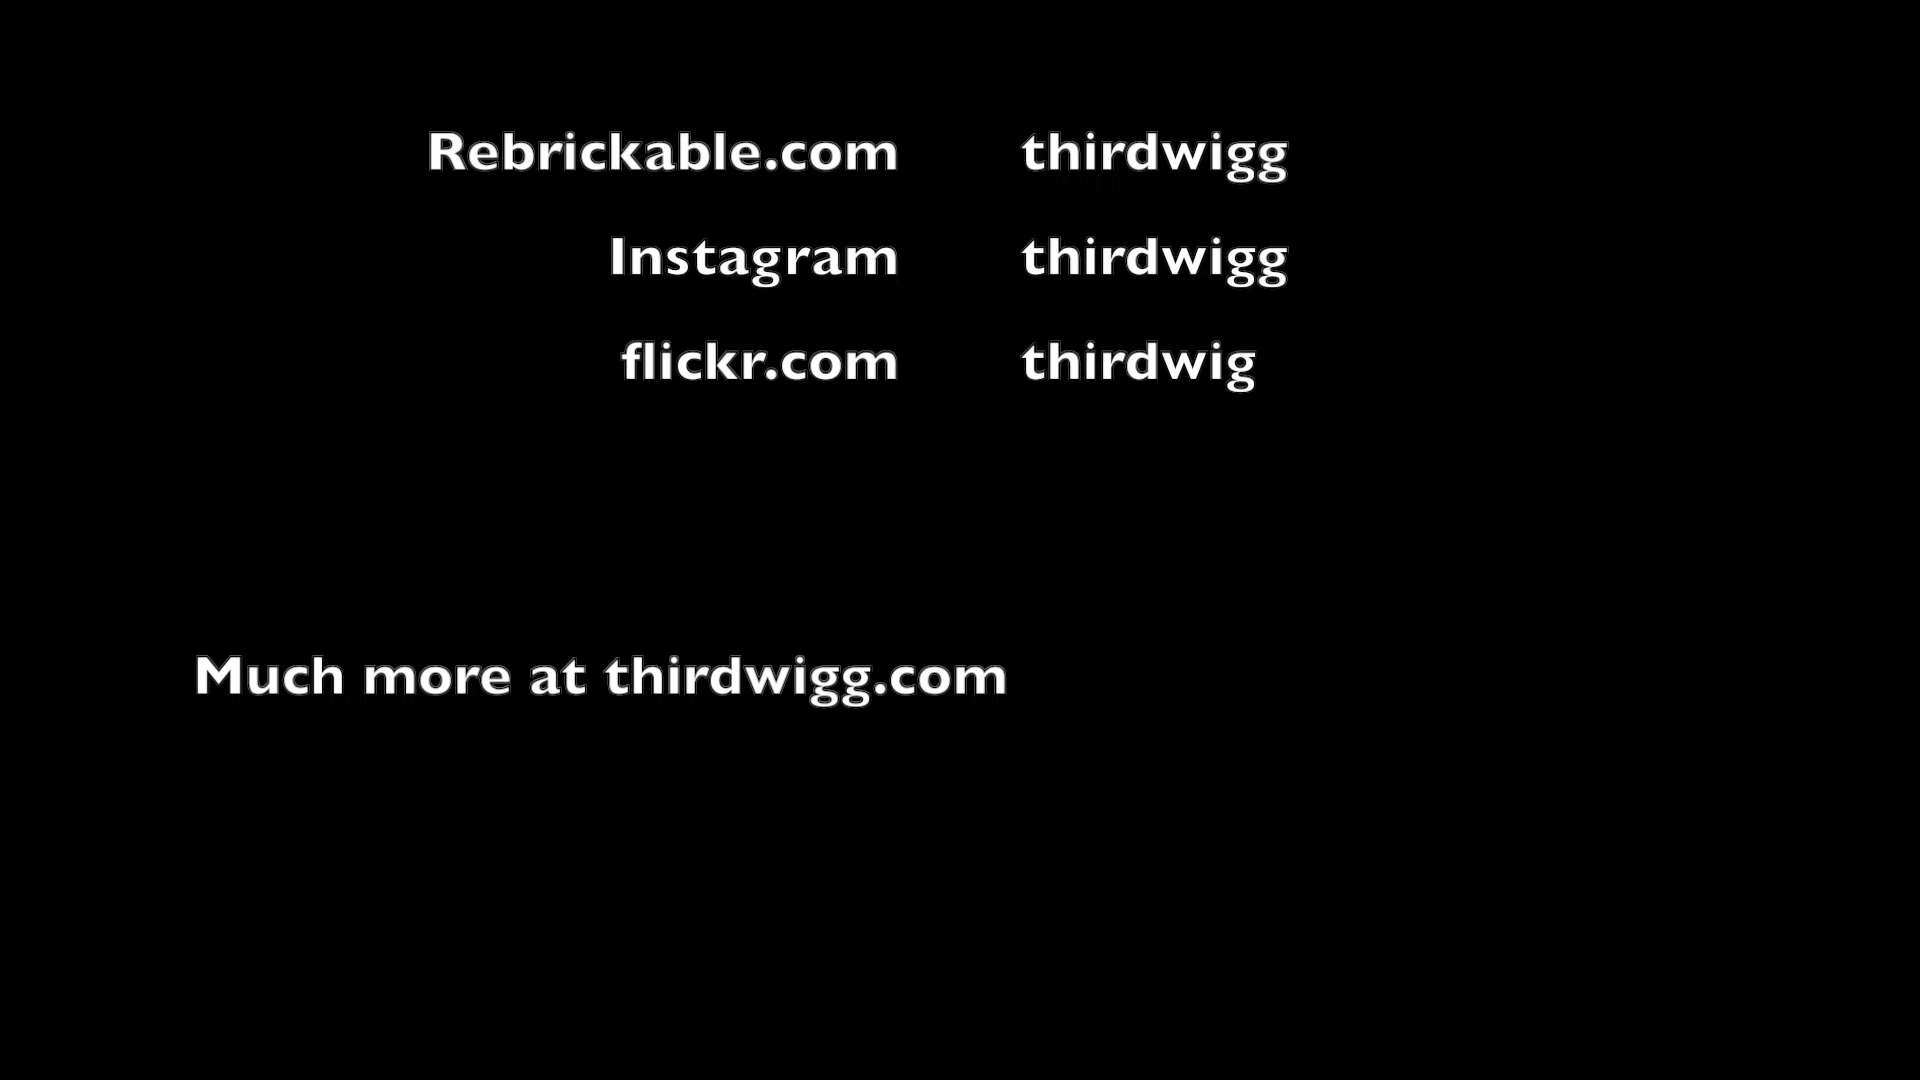 Rebrickable.com thirdwigg
Instagram thirdwigg
flickr.com thirdwig
Much more at thirdwigg.com